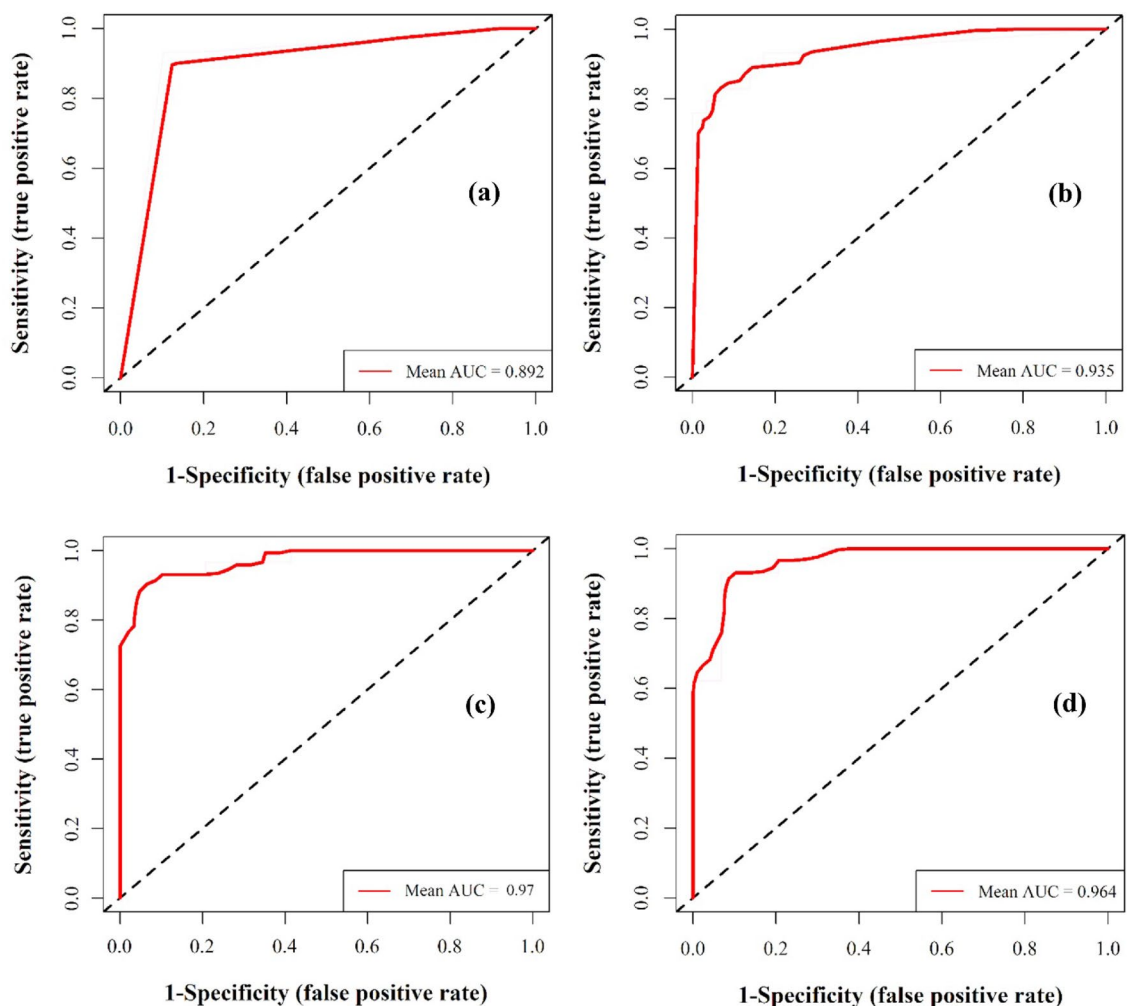 Sensitivity (true positive rate)
1.0
0.8
0.6
0.4
0.2
0.0
(a)
Mean AUC = 0.892
0.0 0.2 0.4 0.6 0.8 1.0
1-Specificity (false positive rate)
Sensitivity (true positive rate)
1.0
0.8
0.6
0.4
0.2
0.0
(b)
Mean AUC = 0.935
0.0 0.2 0.4 0.6 0.8 1.0
1-Specificity (false positive rate)
Sensitivity (true positive rate)
1.0
0.8
0.6
0.4
0.2
0.0
(c)
Mean AUC = 0.97
0.0 0.2 0.4 0.6 0.8 1.0
1-Specificity (false positive rate)
Sensitivity (true positive rate)
1.0
0.8
0.6
0.4
0.2
0.0
(d)
Mean AUC = 0.964
0.0 0.2 0.4 0.6 0.8 1.0
1-Specificity (false positive rate)